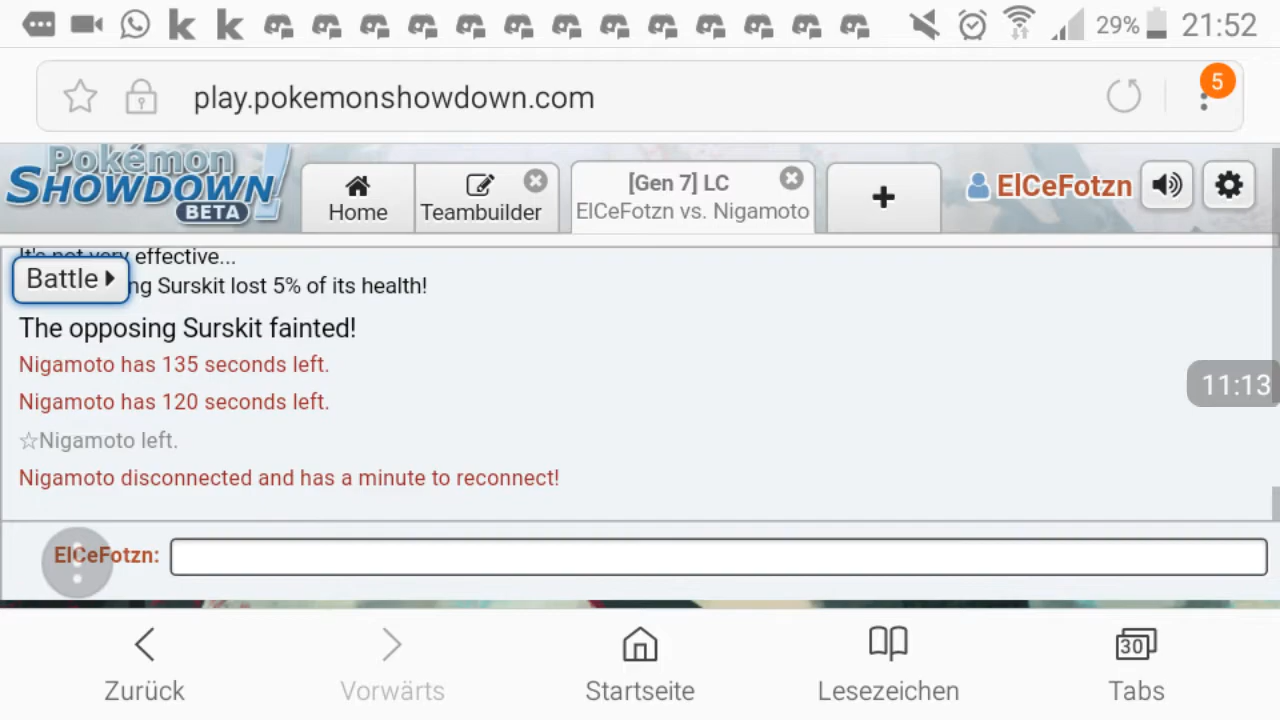 29% 21:52
play.pokemonshowdown.com
5
Pokémon
SHOWDOWN!
BETA
Home
Teambuilder
[Gen 7] LC
ElCeFotzn vs. Nigamoto
ElCeFotzn
It's not very effective...
Battle
ng Surskit lost 5% of its health!
The opposing Surskit fainted!
Nigamoto has 135 seconds left.
11:13
Nigamoto has 120 seconds left.
☆Nigamoto left.
Nigamoto disconnected and has a minute to reconnect!
ElCeFotzn:
30
Zurück Vorwärts Startseite Lesezeichen Tabs